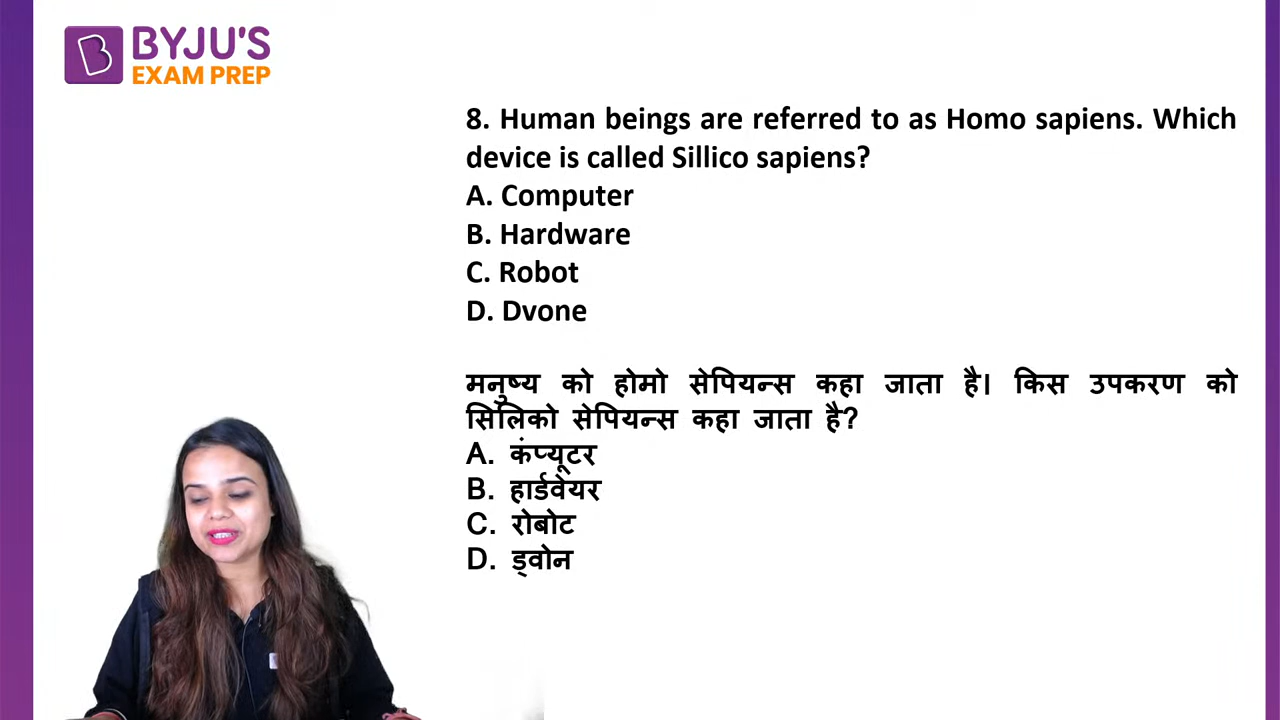 BYJU'S
EXAM PREP
8. Human beings are referred to as Homo sapiens. Which
device is called Sillico sapiens?
A. Computer
B. Hardware
C. Robot
D. Dvone
मनुष्य को होमो सेपियन्स कहा जाता है। किस उपकरण को
सिलिको सेपियन्स कहा जाता है?
A. कंप्यूटर
B. हार्डवेयर
C. रोबोट
D. ड्वोन